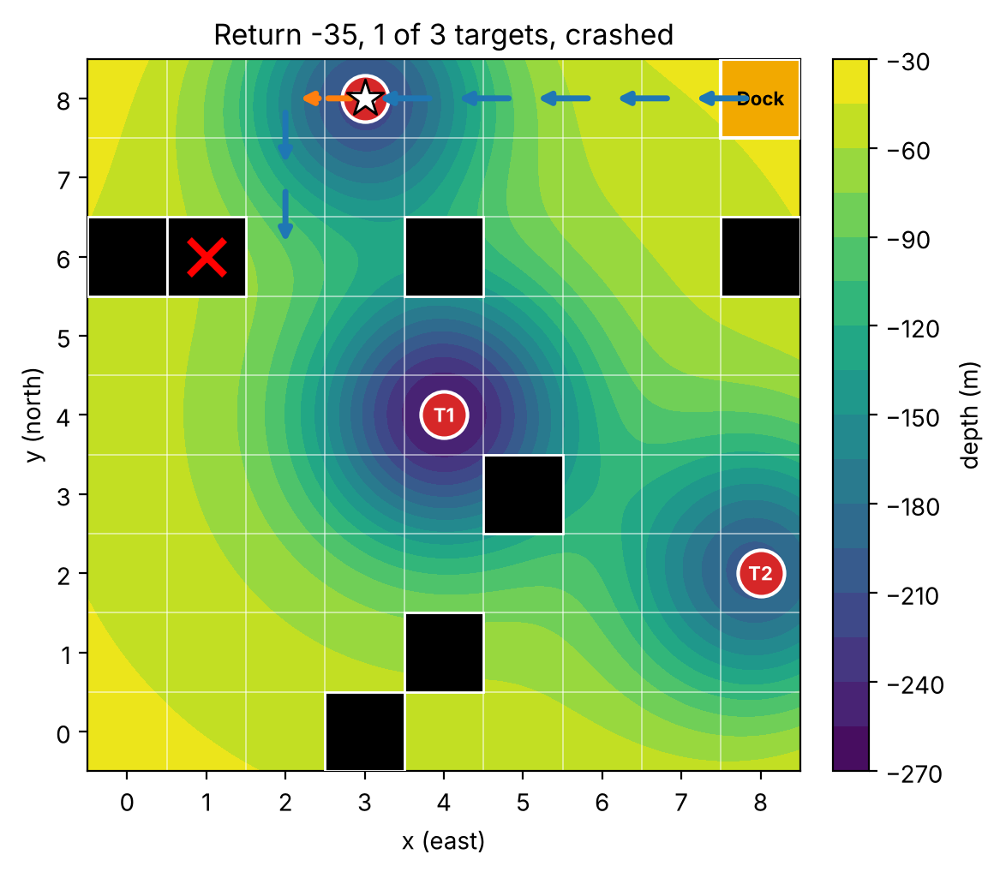 Return -35, 1 of 3 targets, crashed
8
7
6
5
4
3
2
1
0
y (north)
Dock
T1
T2
0 1 2 3 4 5 6 7 8
x (east)
−30
−60
−90
−120
−150
−180
−210
−240
−270
depth (m)